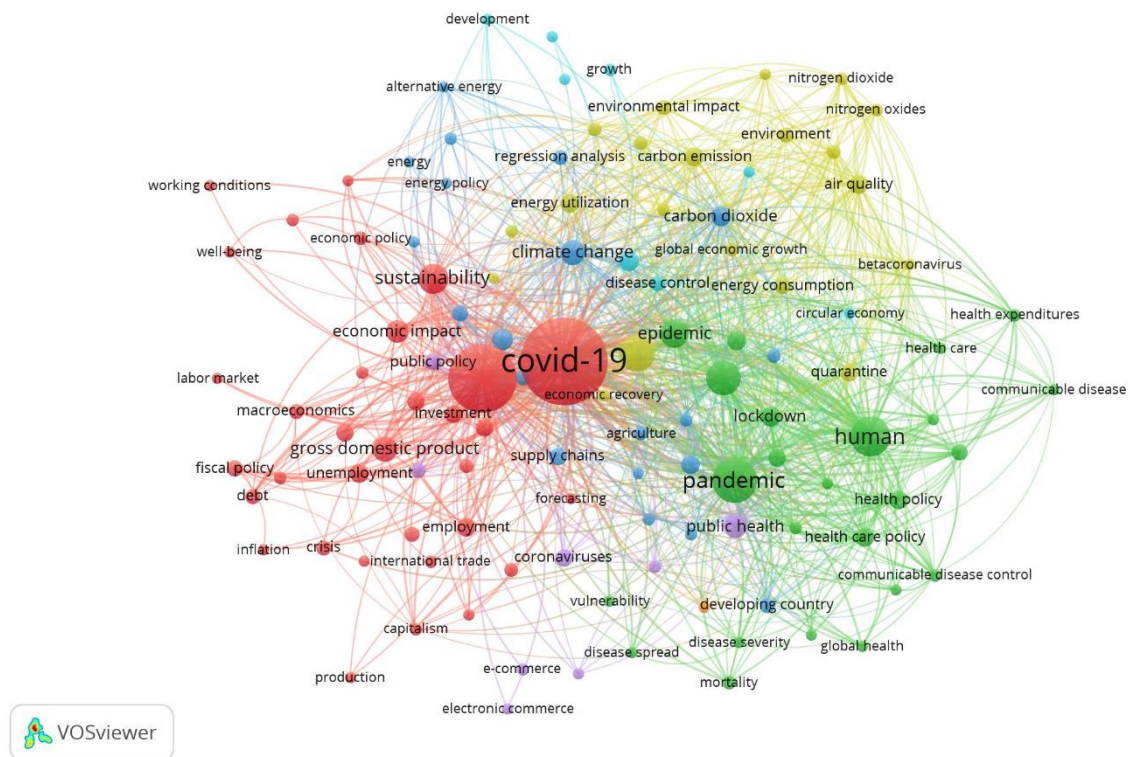 development
growth
nitrogen dioxide
alternative energy
environmental impact
nitrogen oxides
environment
regression analysis
carbon emission
energy
energy policy
working conditions
air quality
energy utilization
carbon dioxide
economic policy
well-being
climate change
global economic growth
betacoronavirus
sustainability
disease control
energy consumption
circular economy
health expenditures
economic impact
epidemic
health care
public policy
covid-19
quarantine
labor market
communicable disease
economic recovery
macroeconomics
investment
lockdown
agriculture
human
gross domestic product
supply chains
fiscal policy
unemployment
pandemic
debt
forecasting
health policy
employment
public health
health care policy
inflation
crisis
international trade
coronaviruses
communicable disease control
vulnerability
developing country
capitalism
disease spread
disease severity
global health
e-commerce
production
mortality
electronic commerce
VOSviewer